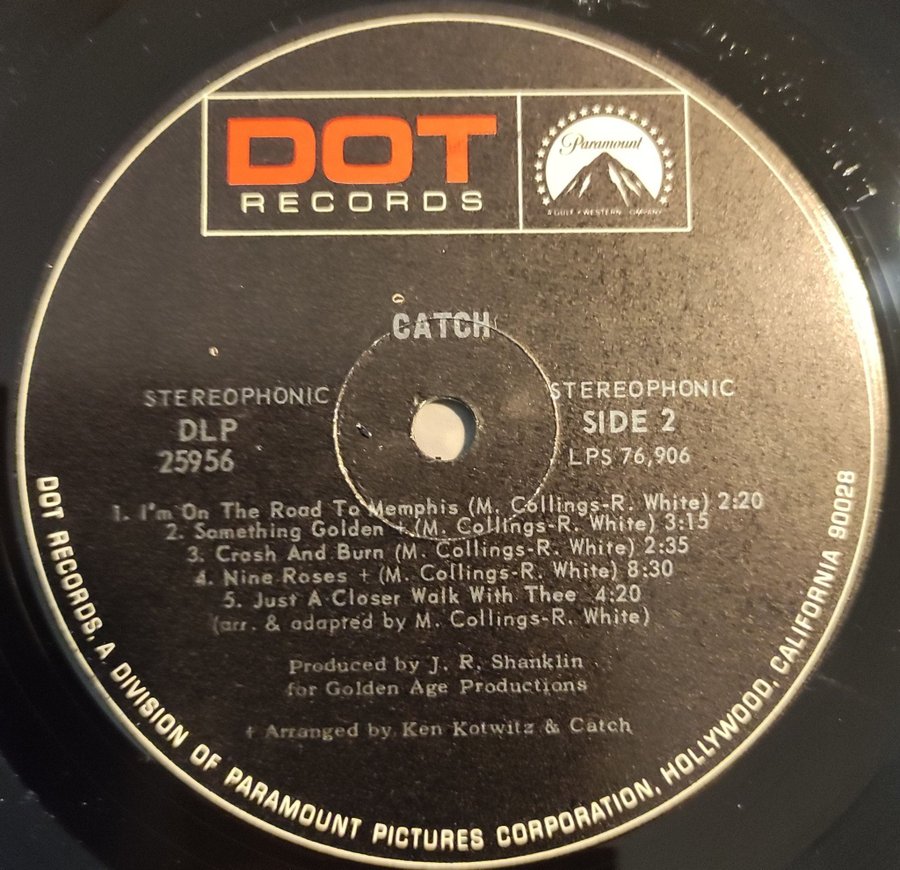 DOT
RECORDS
Paramount
A GULF + WESTERN COMPANY
CATCH
STEREOPHONIC
DLP
25956
STEREOPHONIC
SIDE 2
LPS 76,906
1. I'm On The Road To Memphis (M. Collings-R. White) 2:20
2. Something Golden + (M. Collings-R. White) 3:15
3. Crash And Burn (M. Collings-R. White) 2:35
4. Nine Roses + (M. Collings-R. White) 8:30
5. Just A Closer Walk With Thee 4:20
(arr. & adapted by M. Collings-R. White)
Produced by J. R. Shanklin
for Golden Age Productions
+ Arranged by Ken Kotwitz & Catch
DOT RECORDS, A DIVISION OF PARAMOUNT PICTURES CORPORATION, HOLLYWOOD, CALIFORNIA 90028